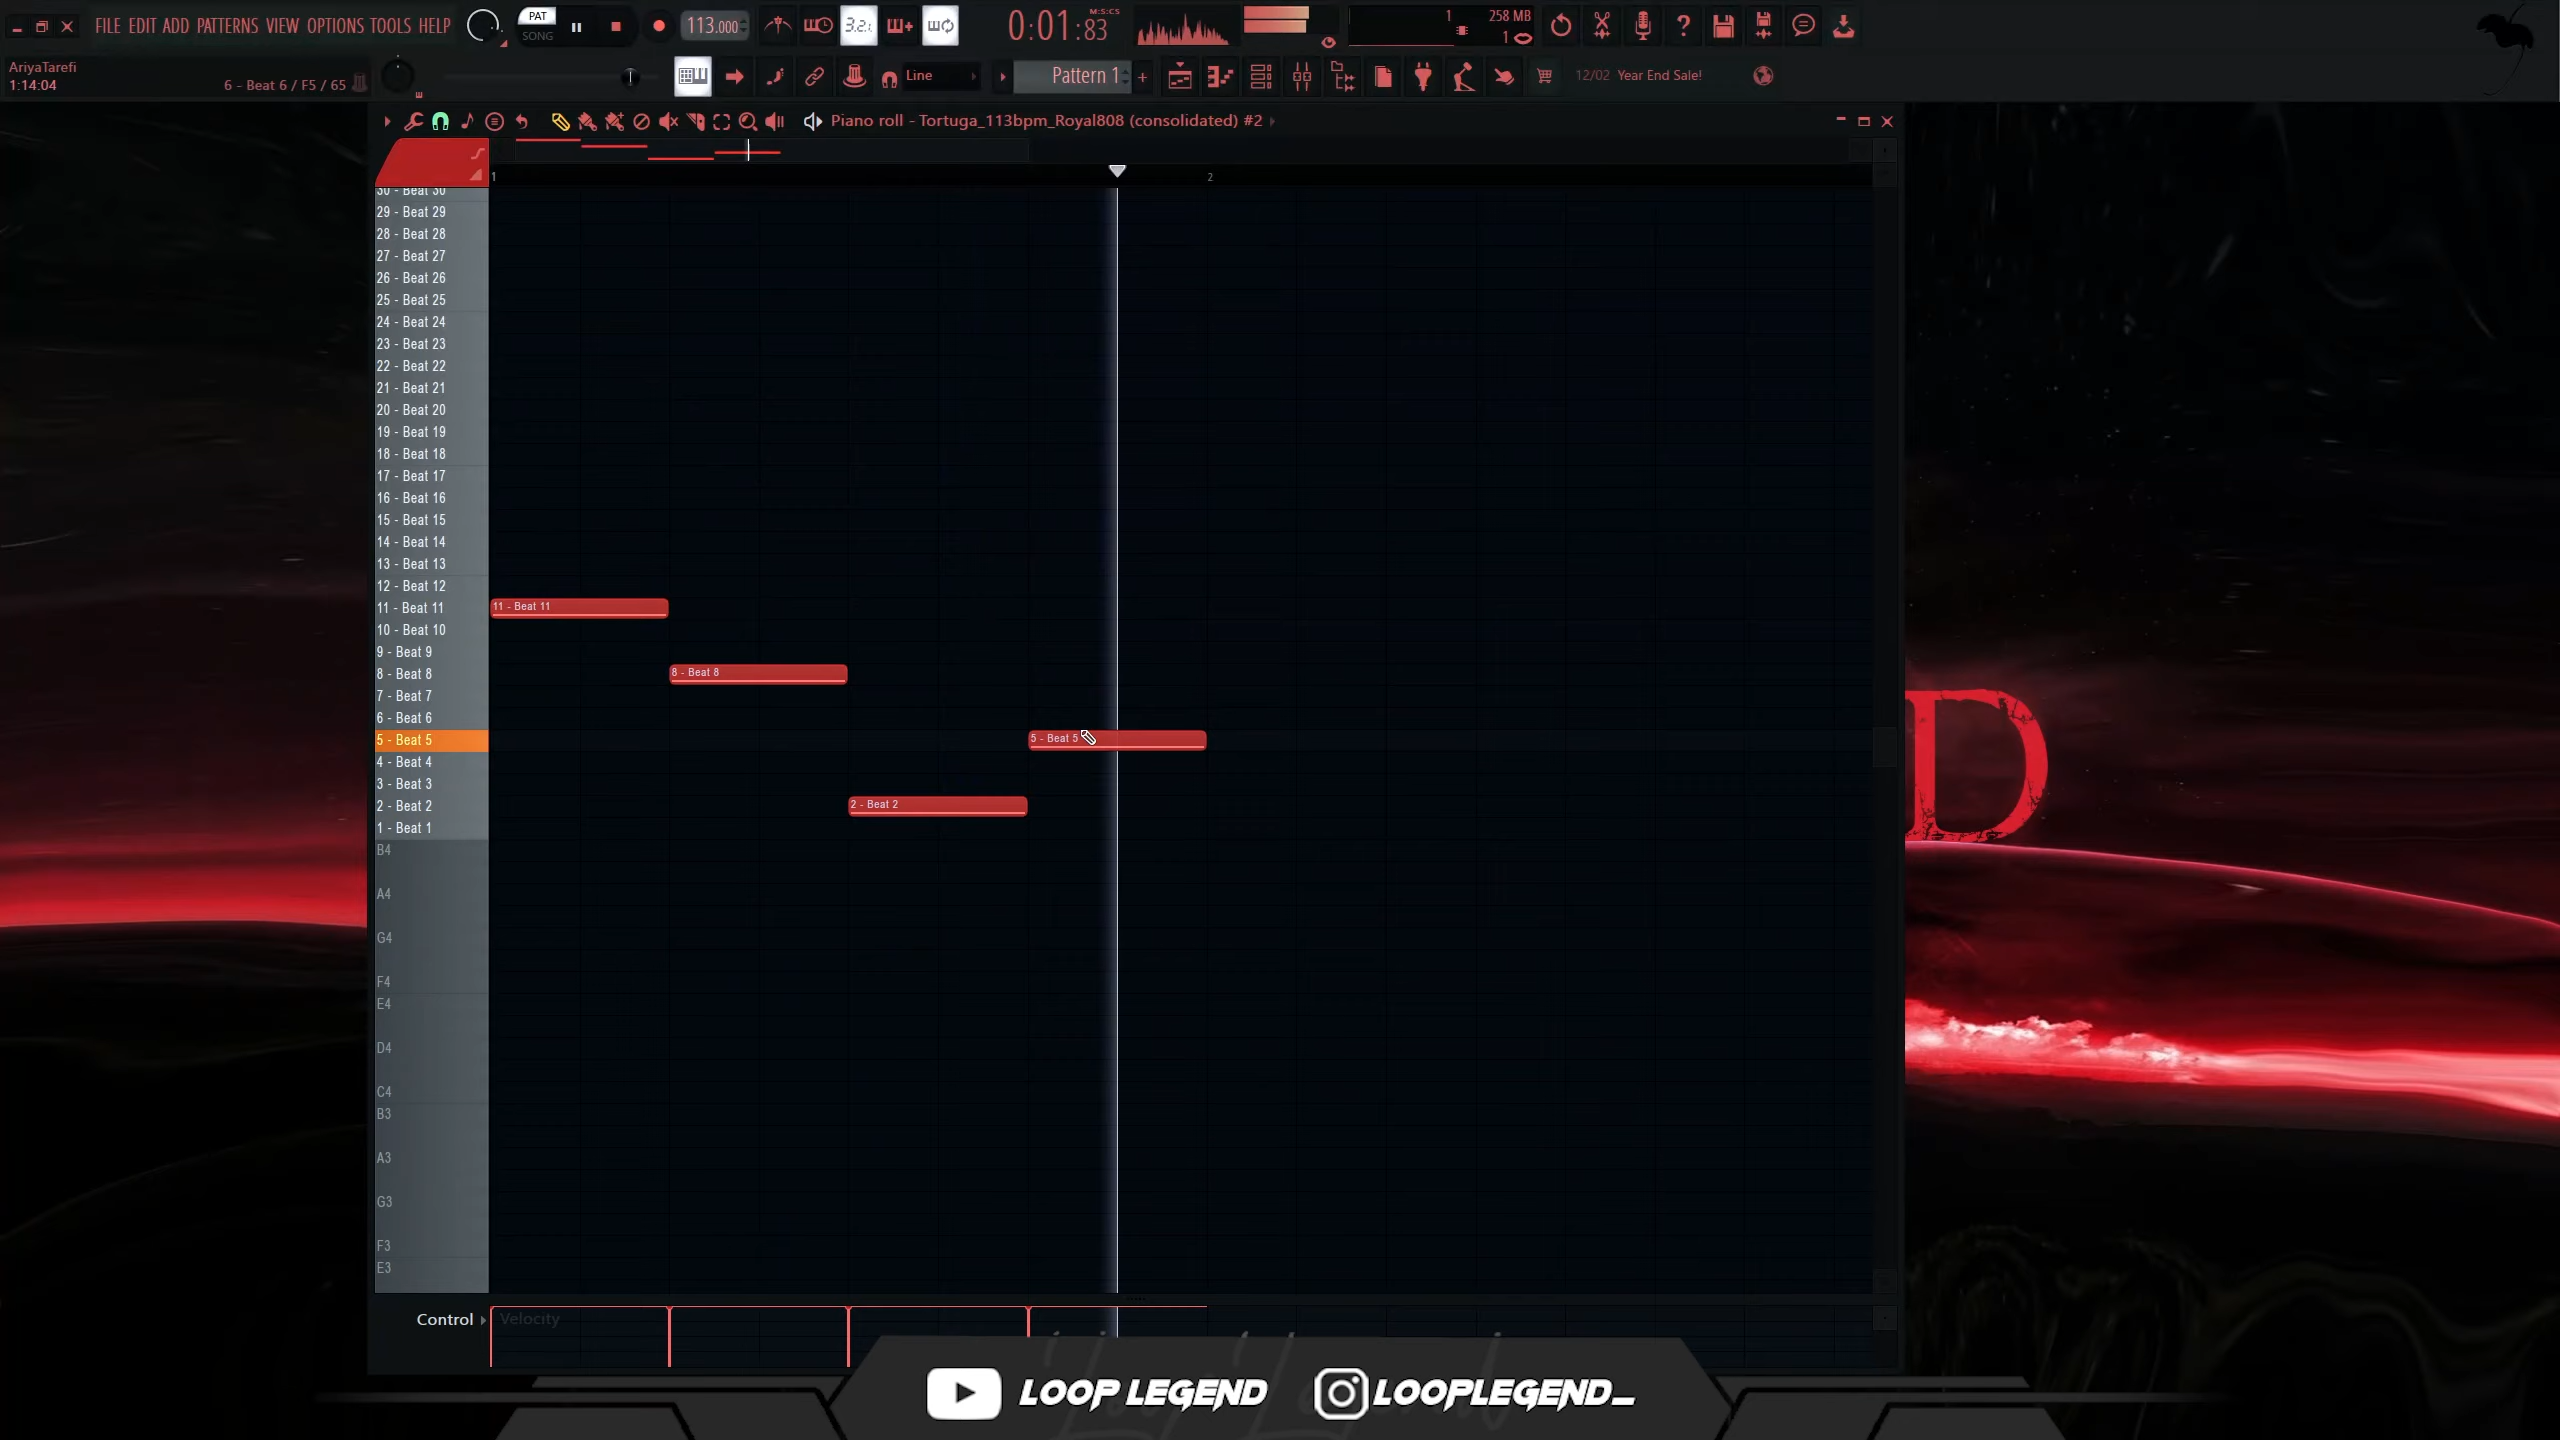 FILE EDIT ADD PATTERNS VIEW OPTIONS TOOLS HELP
PAT
SONG
113.000
3.2.
0:01:83
M:S:CS
1
258 MB
1
AriyaTarefi
1:14:04
6 - Beat 6 / F5 / 65
Line
Pattern 1
12/02 Year End Sale!
Piano roll - Tortuga_113bpm_Royal808 (consolidated) #2
1
2
30 - Beat 30
29 - Beat 29
28 - Beat 28
27 - Beat 27
26 - Beat 26
25 - Beat 25
24 - Beat 24
23 - Beat 23
22 - Beat 22
21 - Beat 21
20 - Beat 20
19 - Beat 19
18 - Beat 18
17 - Beat 17
16 - Beat 16
15 - Beat 15
14 - Beat 14
13 - Beat 13
12 - Beat 12
11 - Beat 11
11 - Beat 11
10 - Beat 10
9 - Beat 9
8 - Beat 8
8 - Beat 8
7 - Beat 7
6 - Beat 6
5 - Beat 5
5 - Beat 5
4 - Beat 4
3 - Beat 3
2 - Beat 2
2 - Beat 2
1 - Beat 1
B4
A4
G4
F4
E4
D4
C4
B3
A3
G3
F3
E3
D
Control
Velocity
LOOP LEGEND
LOOPLEGEND_